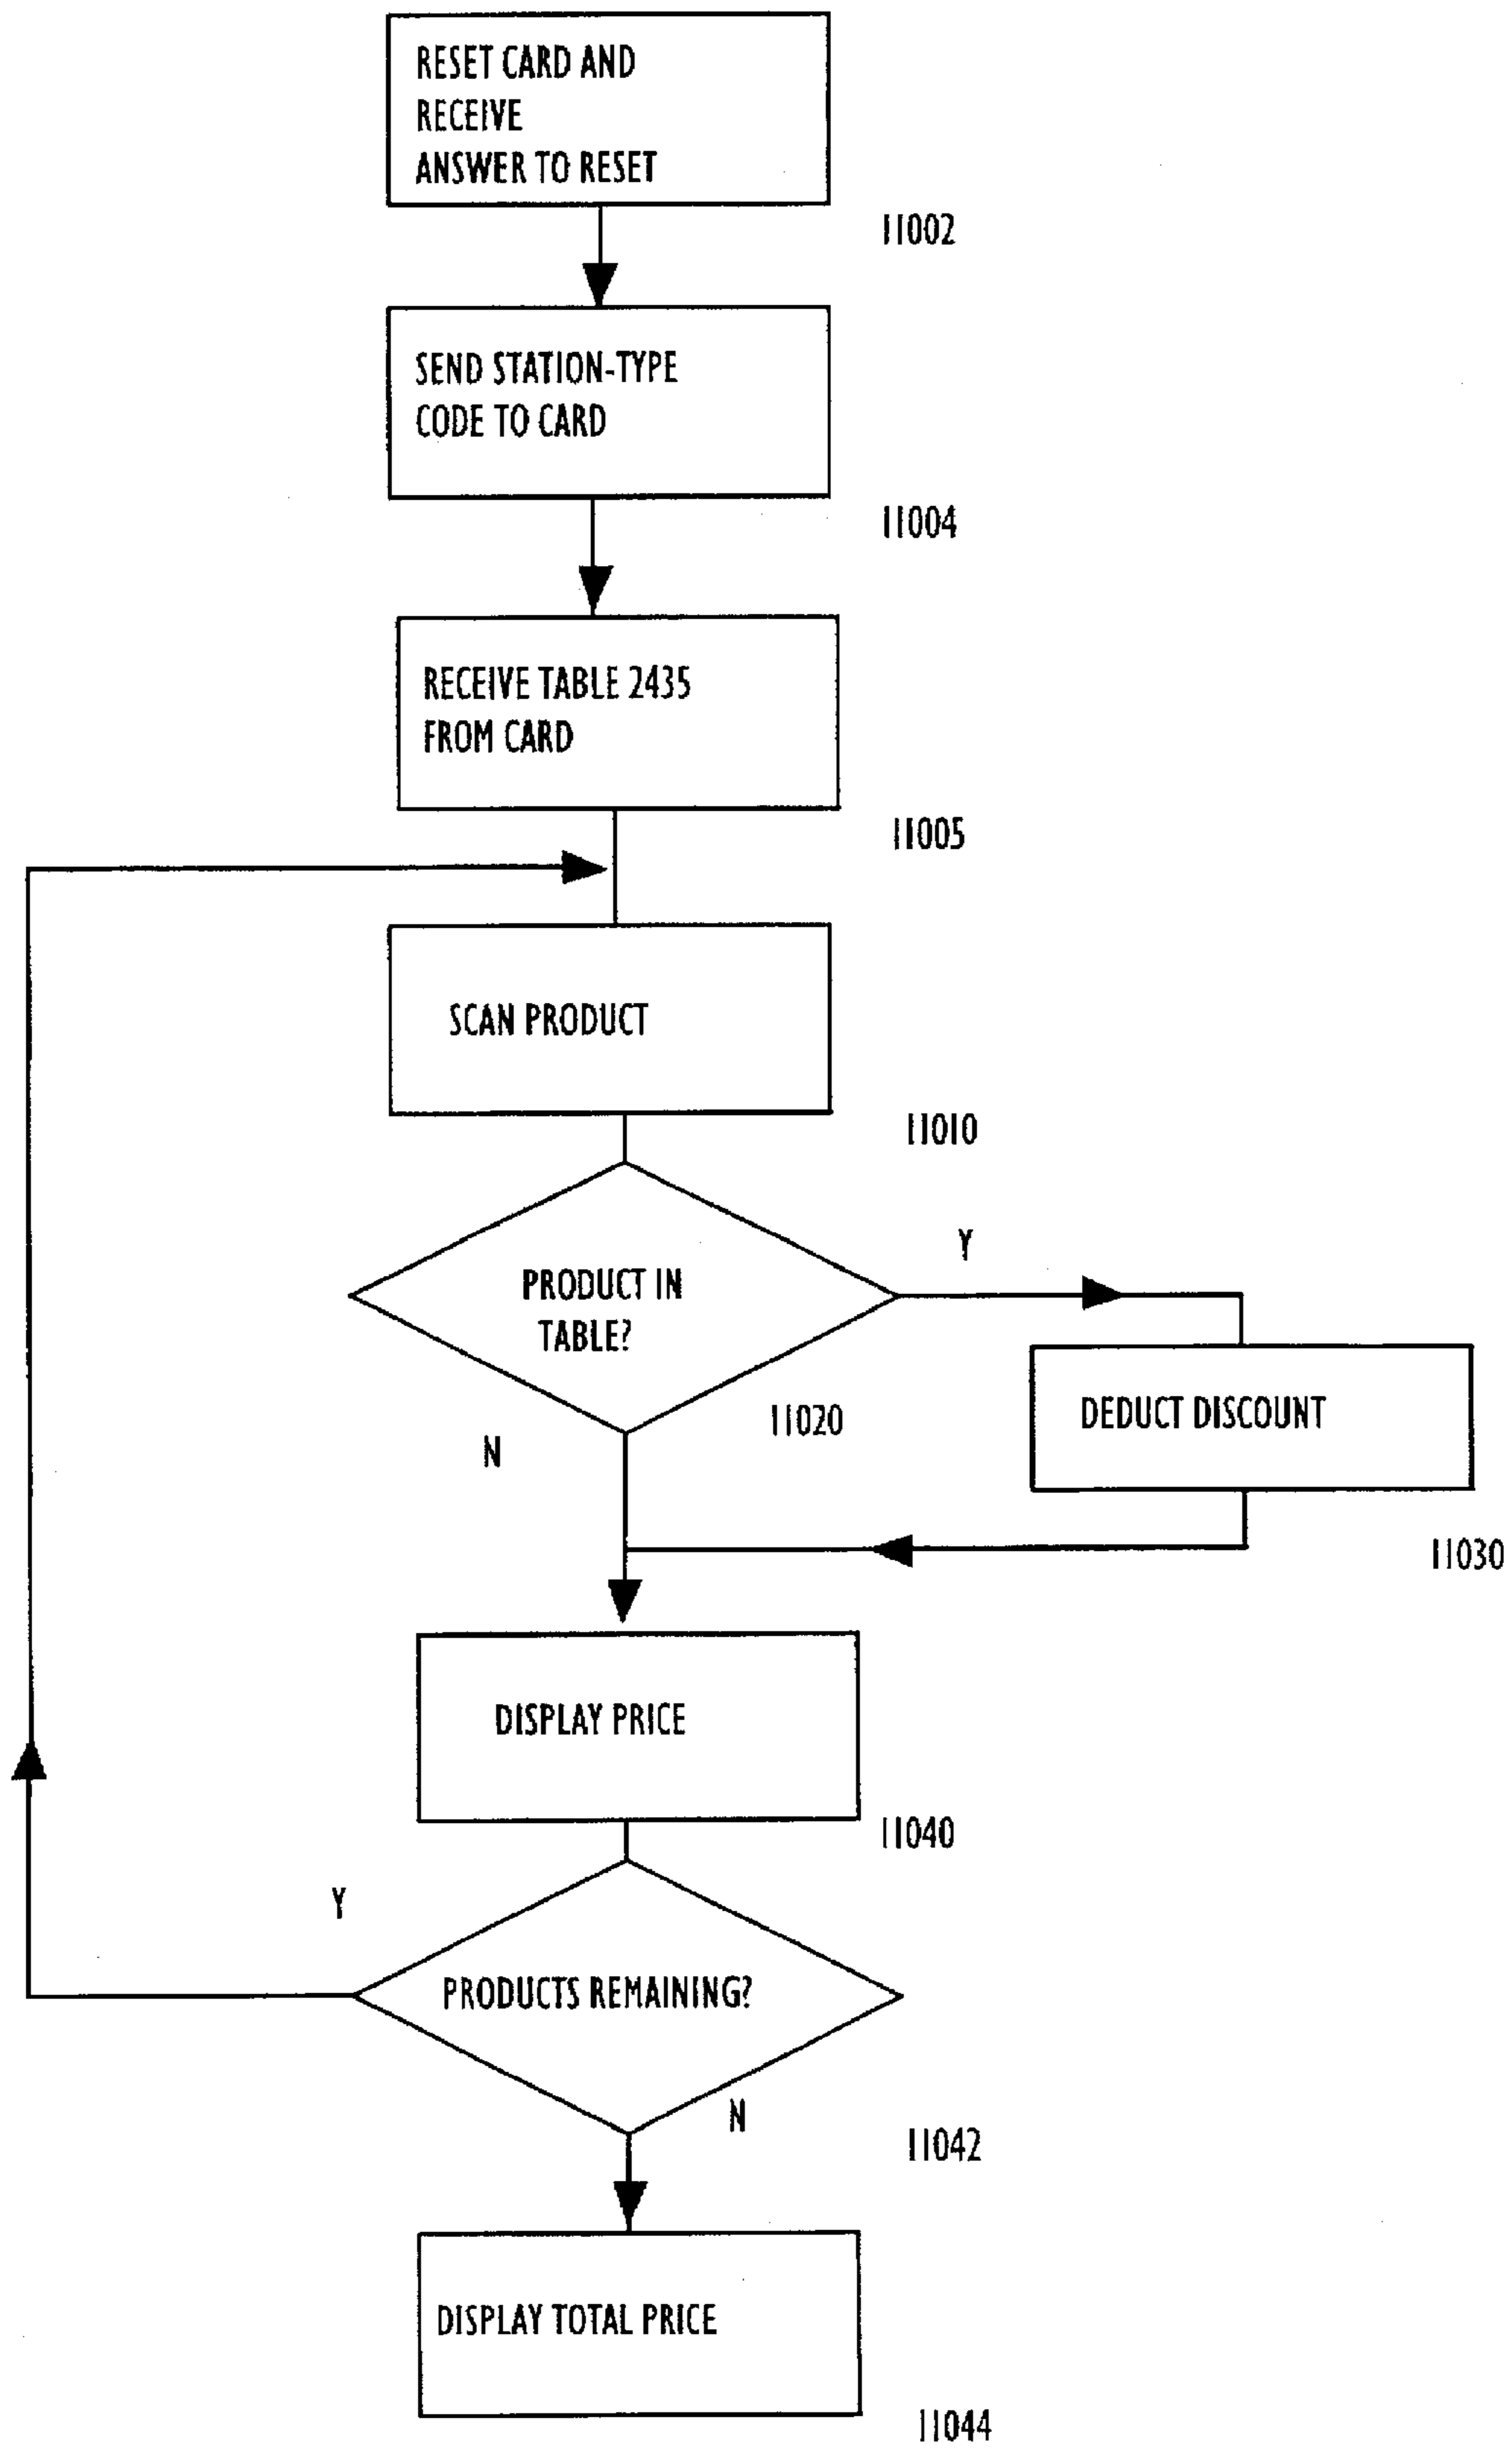 RESET CARD AND
RECEIVE
ANSWER TO RESET
11002
SEND STATION-TYPE
CODE TO CARD
11004
RECEIVE TABLE 2435
FROM CARD
11005
SCAN PRODUCT
11010
Y
PRODUCT IN
TABLE?
DEDUCT DISCOUNT
11020
N
11030
DISPLAY PRICE
11040
Y
PRODUCTS REMAINING?
N
11042
DISPLAY TOTAL PRICE
11044